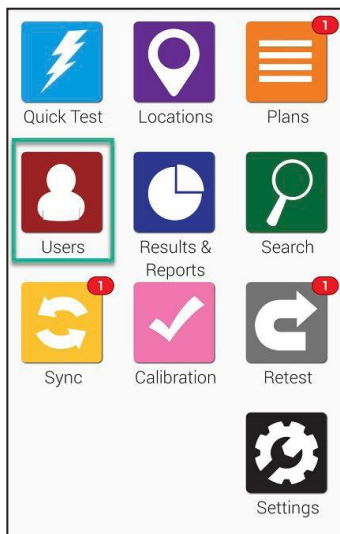 1
Quick Test
Locations
Plans
Users
Results &
Reports
Search
1
1
Sync
Calibration
Retest
Settings